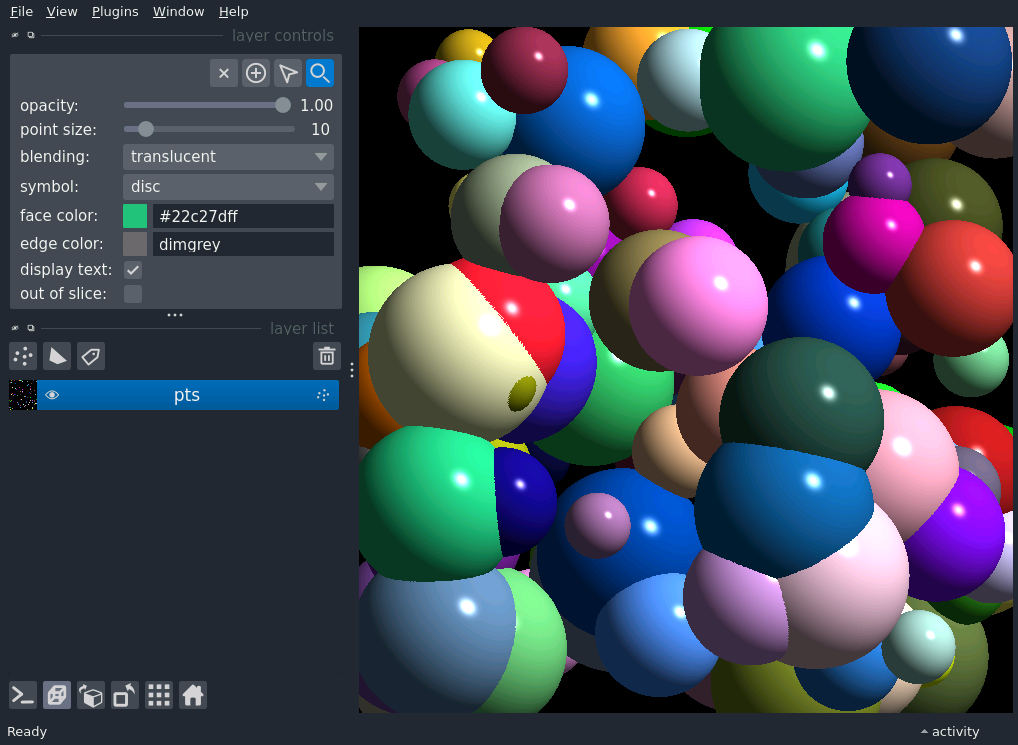 File View Plugins Window Help
layer controls
opacity: 1.00
point size: 10
blending: translucent
symbol: disc
face color: #22c27dff
edge color: dimgrey
display text:
out of slice:
layer list
pts
Ready activity